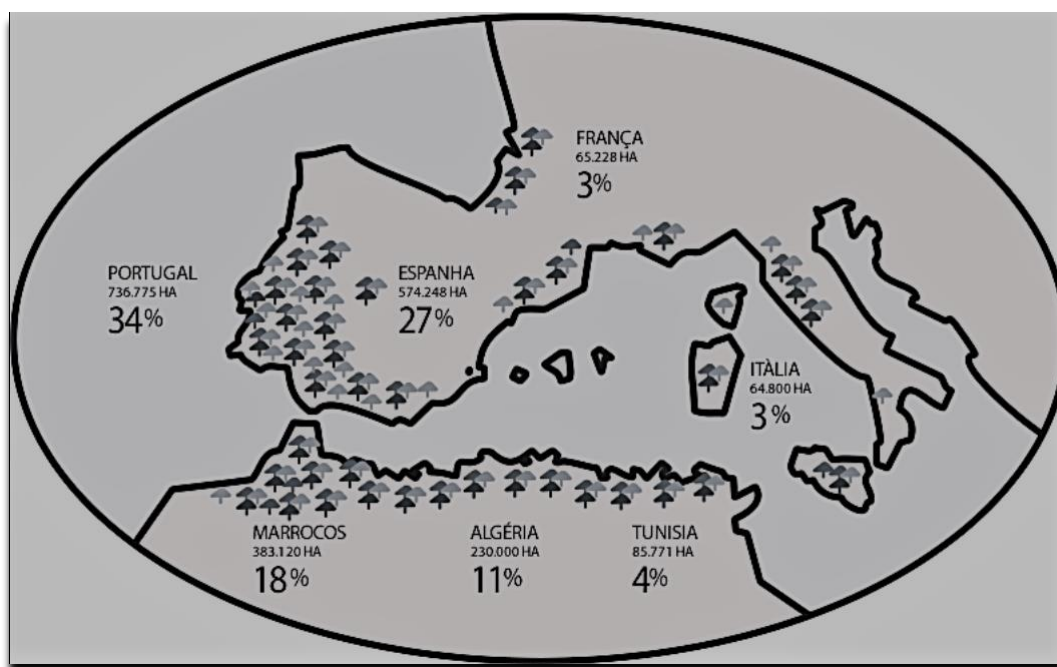 FRANÇA
65.228 HA
3%
PORTUGAL
736.775 HA
34%
ESPANHA
574.248 HA
27%
ITÀLIA
64.800 HA
3%
MARROCOS
383.120 HA
18%
ALGÉRIA
230.000 HA
11%
TUNISIA
85.771 HA
4%